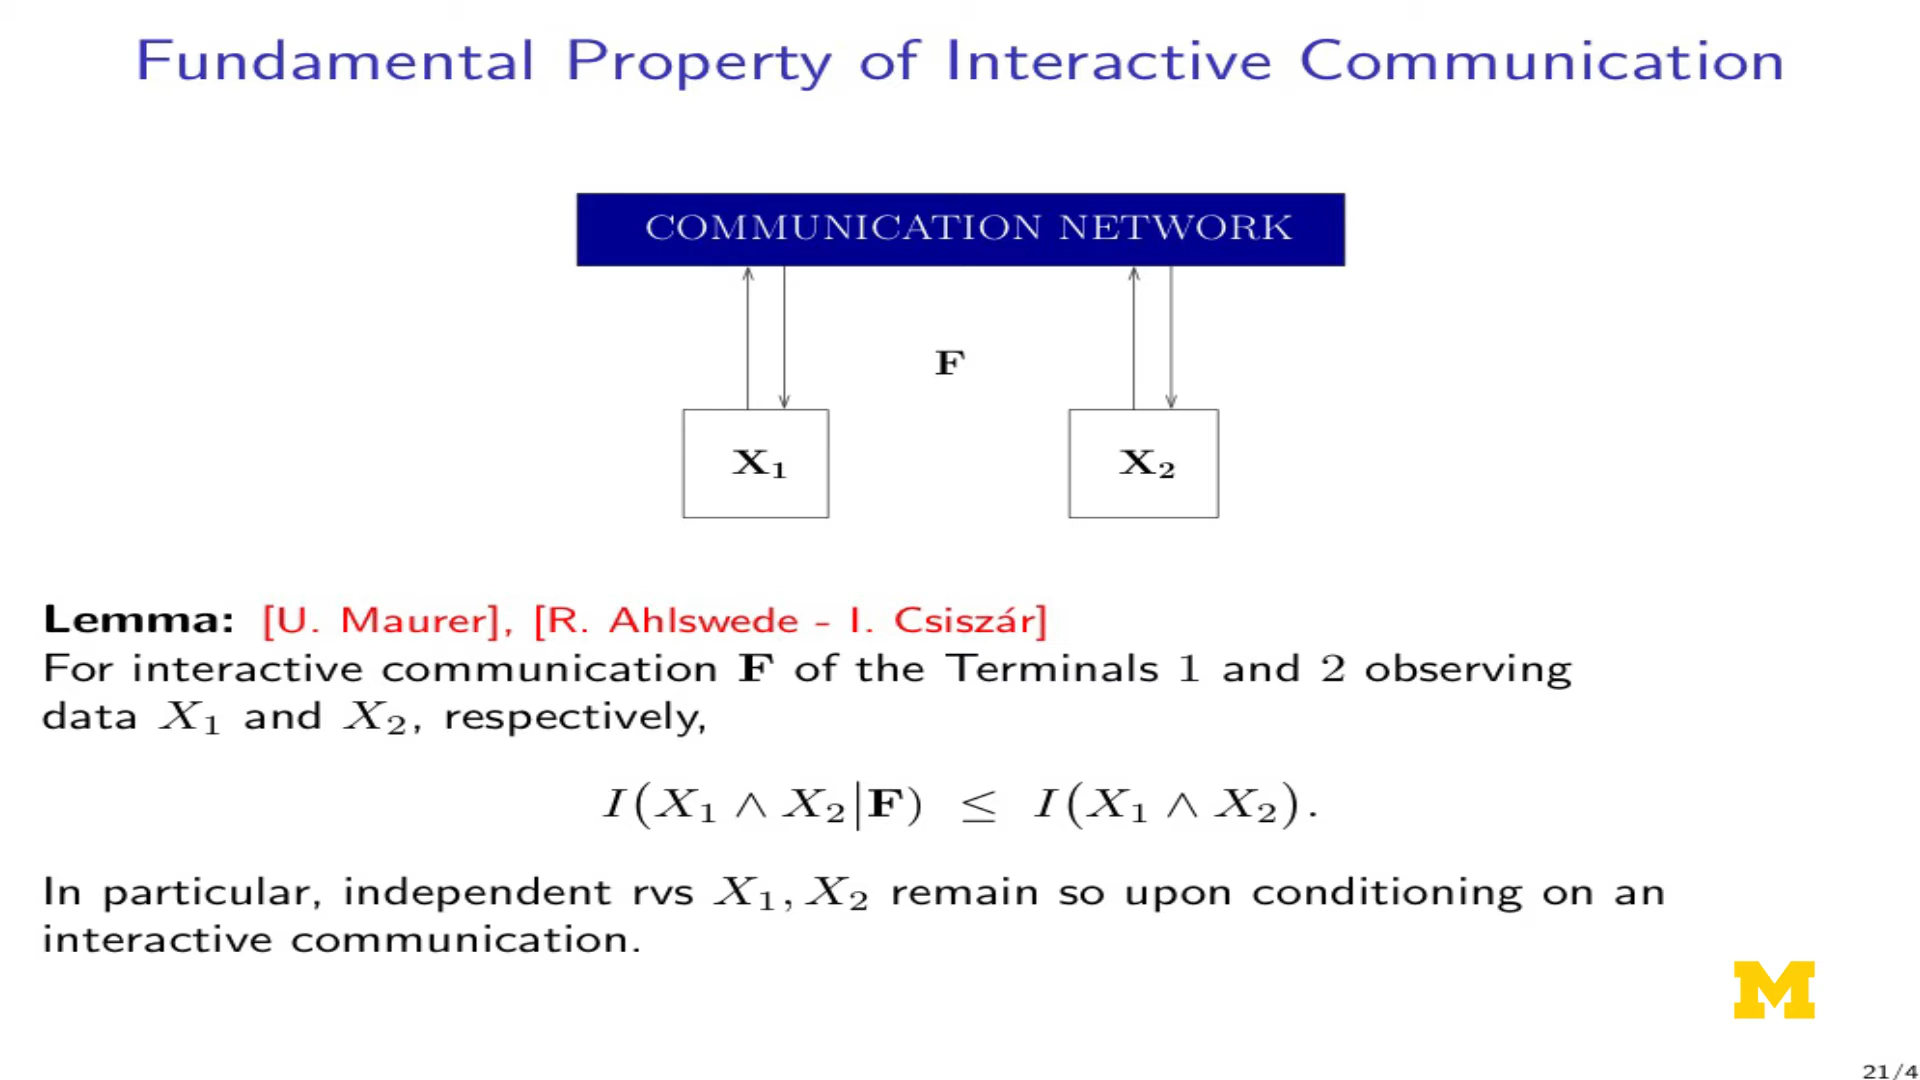 Fundamental Property of Interactive Communication
COMMUNICATION NETWORK
F
X₁
X₂
Lemma: [U. Maurer], [R. Ahlswede - I. Csiszár]
For interactive communication F of the Terminals 1 and 2 observing
data X₁ and X₂, respectively,
I(X₁ ∧ X₂|F) ≤ I(X₁ ∧ X₂).
In particular, independent rvs X₁, X₂ remain so upon conditioning on an
interactive communication.
M
21/4